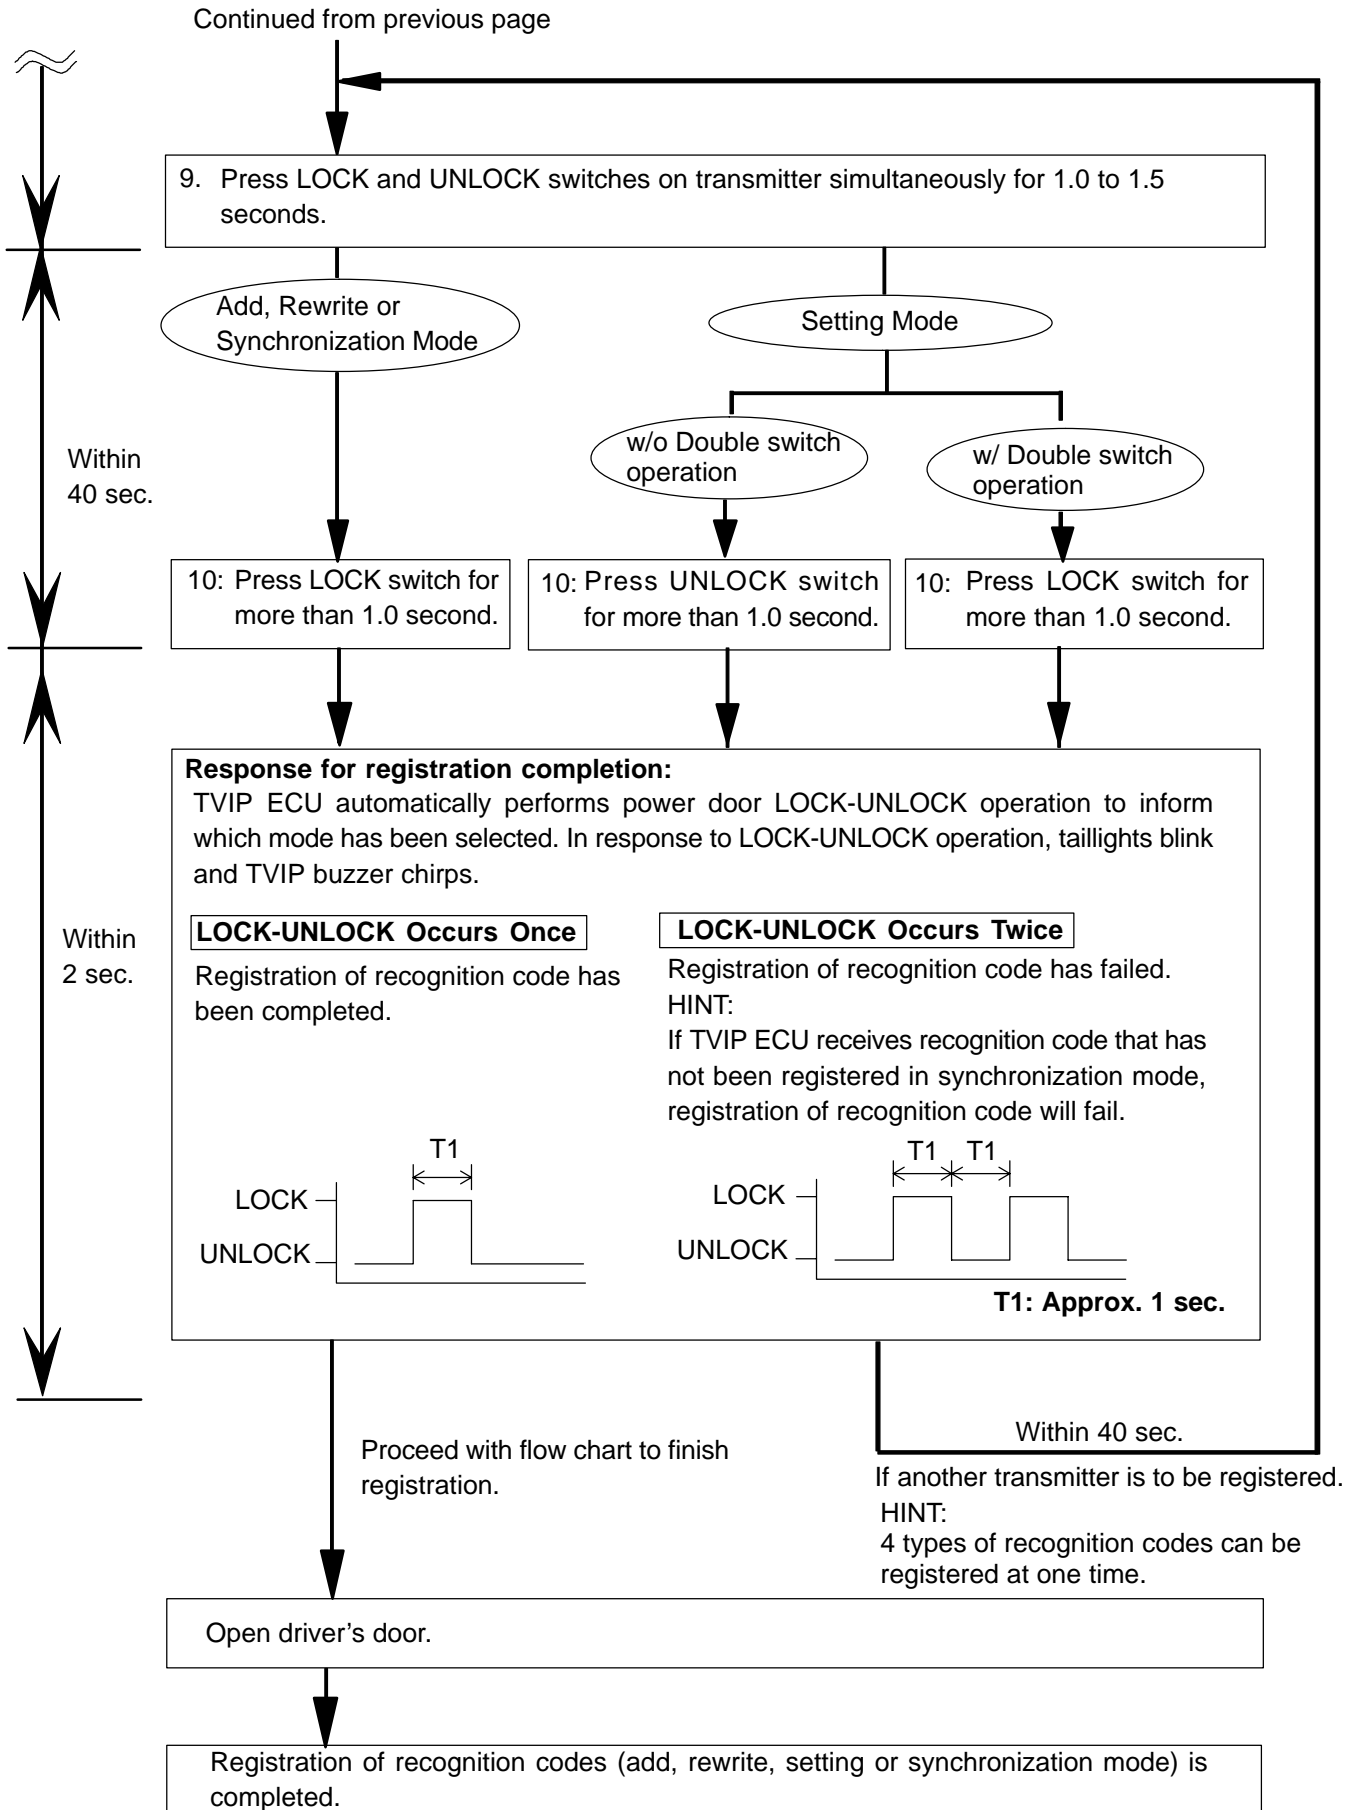 Continued from previous page
9. Press LOCK and UNLOCK switches on transmitter simultaneously for 1.0 to 1.5
seconds.
Add, Rewrite or
Synchronization Mode
Setting Mode
w/o Double switch
operation
w/ Double switch
operation
Within
40 sec.
10: Press LOCK switch for
more than 1.0 second.
10: Press UNLOCK switch
for more than 1.0 second.
10: Press LOCK switch for
more than 1.0 second.
Response for registration completion:
TVIP ECU automatically performs power door LOCK-UNLOCK operation to inform
which mode has been selected. In response to LOCK-UNLOCK operation, taillights blink
and TVIP buzzer chirps.
Within
2 sec.
LOCK-UNLOCK Occurs Once
Registration of recognition code has
been completed.
T1
LOCK
UNLOCK
LOCK-UNLOCK Occurs Twice
Registration of recognition code has failed.
HINT:
If TVIP ECU receives recognition code that has
not been registered in synchronization mode,
registration of recognition code will fail.
T1 T1
LOCK
UNLOCK
T1: Approx. 1 sec.
Proceed with flow chart to finish
registration.
Within 40 sec.
If another transmitter is to be registered.
HINT:
4 types of recognition codes can be
registered at one time.
Open driver's door.
Registration of recognition codes (add, rewrite, setting or synchronization mode) is
completed.